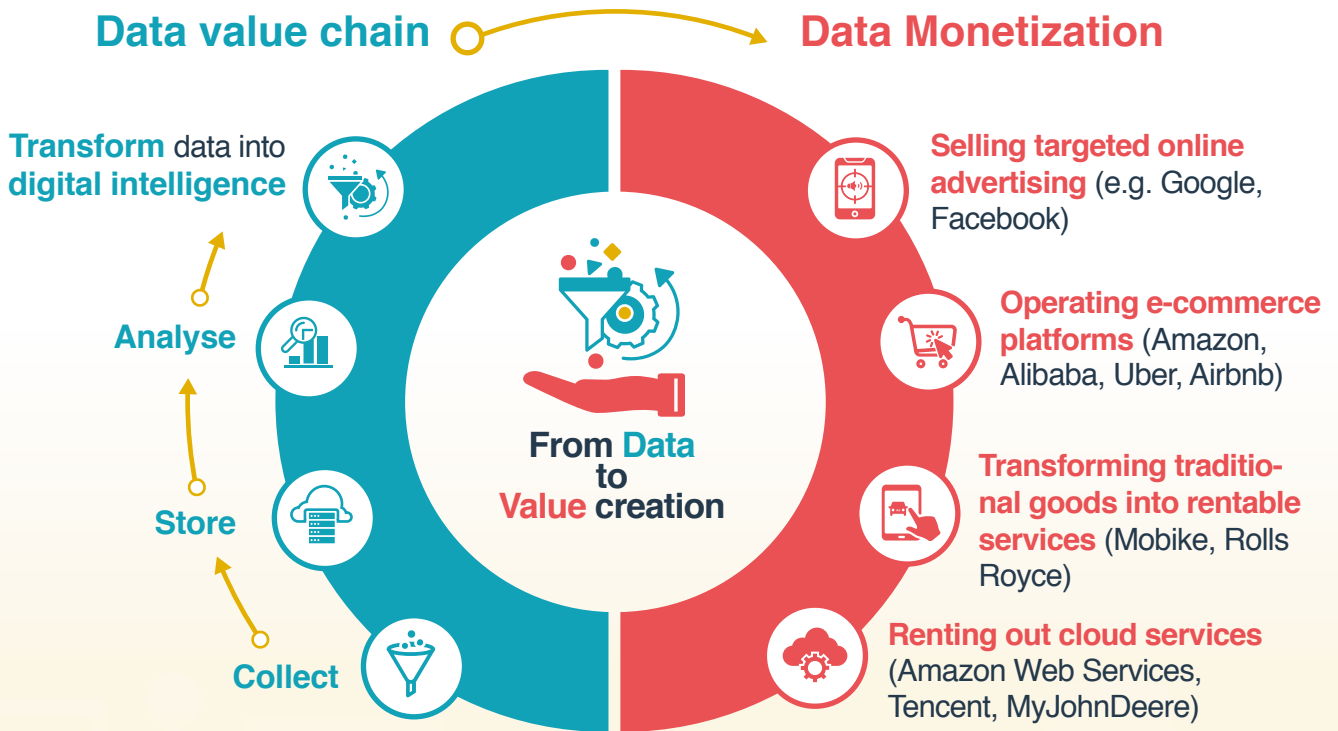 Data value chain
Data Monetization
Transform data into
digital intelligence
Analyse
Store
Collect
From Data
to
Value creation
Selling targeted online
advertising (e.g. Google,
Facebook)
Operating e-commerce
platforms (Amazon,
Alibaba, Uber, Airbnb)
Transforming traditio-
nal goods into rentable
services (Mobike, Rolls
Royce)
Renting out cloud services
(Amazon Web Services,
Tencent, MyJohnDeere)